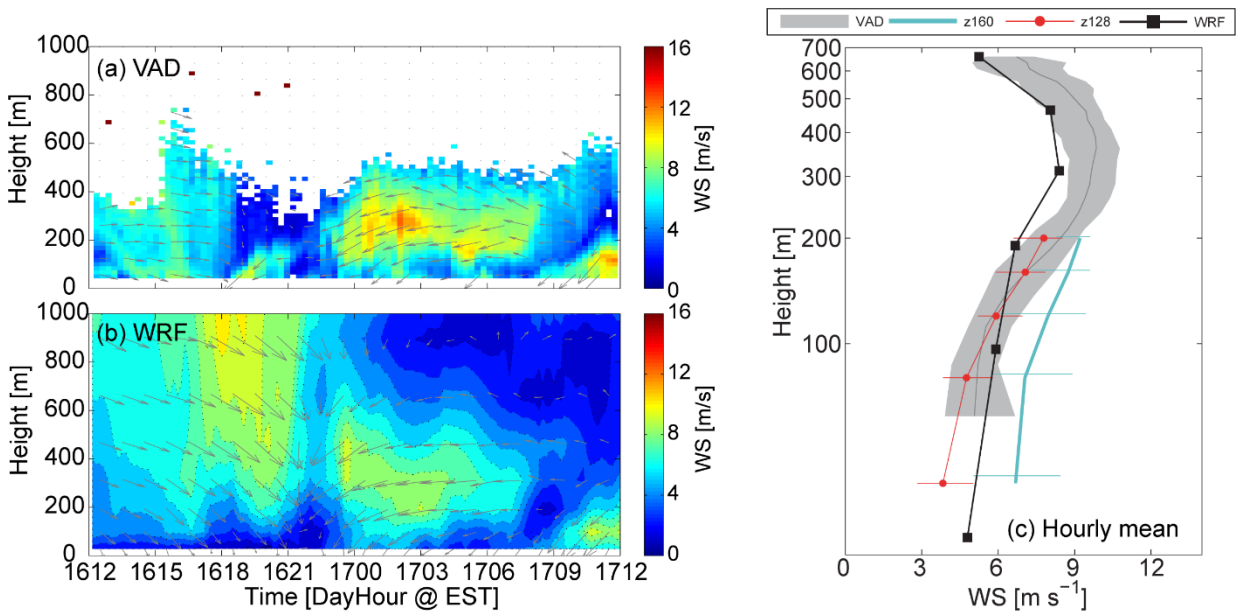 (a) VAD
1000
800
600
400
200
0
Height [m]
16
12
8
4
0
WS [m/s]
(b) WRF
1000
800
600
400
200
0
Height [m]
16
12
8
4
0
WS [m/s]
1612 1615 1618 1621 1700 1703 1706 1709 1712
Time [DayHour @ EST]
VAD z160 z128 WRF
700
600
500
400
300
200
100
Height [m]
(c) Hourly mean
0 3 6 9 12
WS [m s⁻¹]